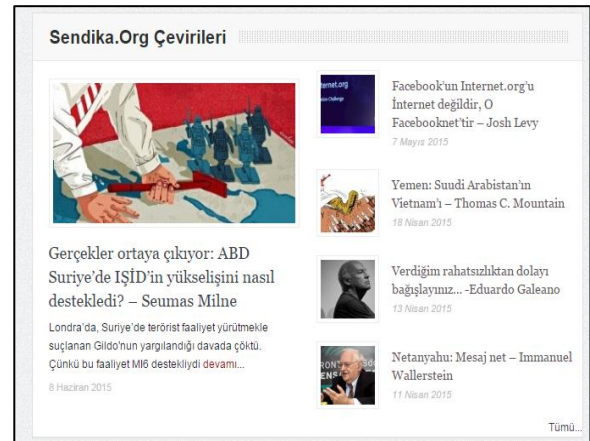 Sendika.Org Çevirileri
Gerçekler ortaya çıkıyor: ABD
Suriye'de IŞİD'in yükselişini nasıl
destekledi? – Seumas Milne
Londra'da, Suriye'de terörist faaliyet yürütmekle
suçlanan Gildo'nun yargılandığı davada çöktü.
Çünkü bu faaliyet MI6 destekliydi devamı...
8 Haziran 2015
Facebook'un Internet.org'u
İnternet değildir, O
Facebooknet'tir – Josh Levy
7 Mayıs 2015
Yemen: Suudi Arabistan'ın
Vietnam'ı – Thomas C. Mountain
18 Nisan 2015
Verdiğim rahatsızlıktan dolayı
bağışlayınız... -Eduardo Galeano
13 Nisan 2015
Netanyahu: Mesaj net – Immanuel
Wallerstein
11 Nisan 2015
Tümü...